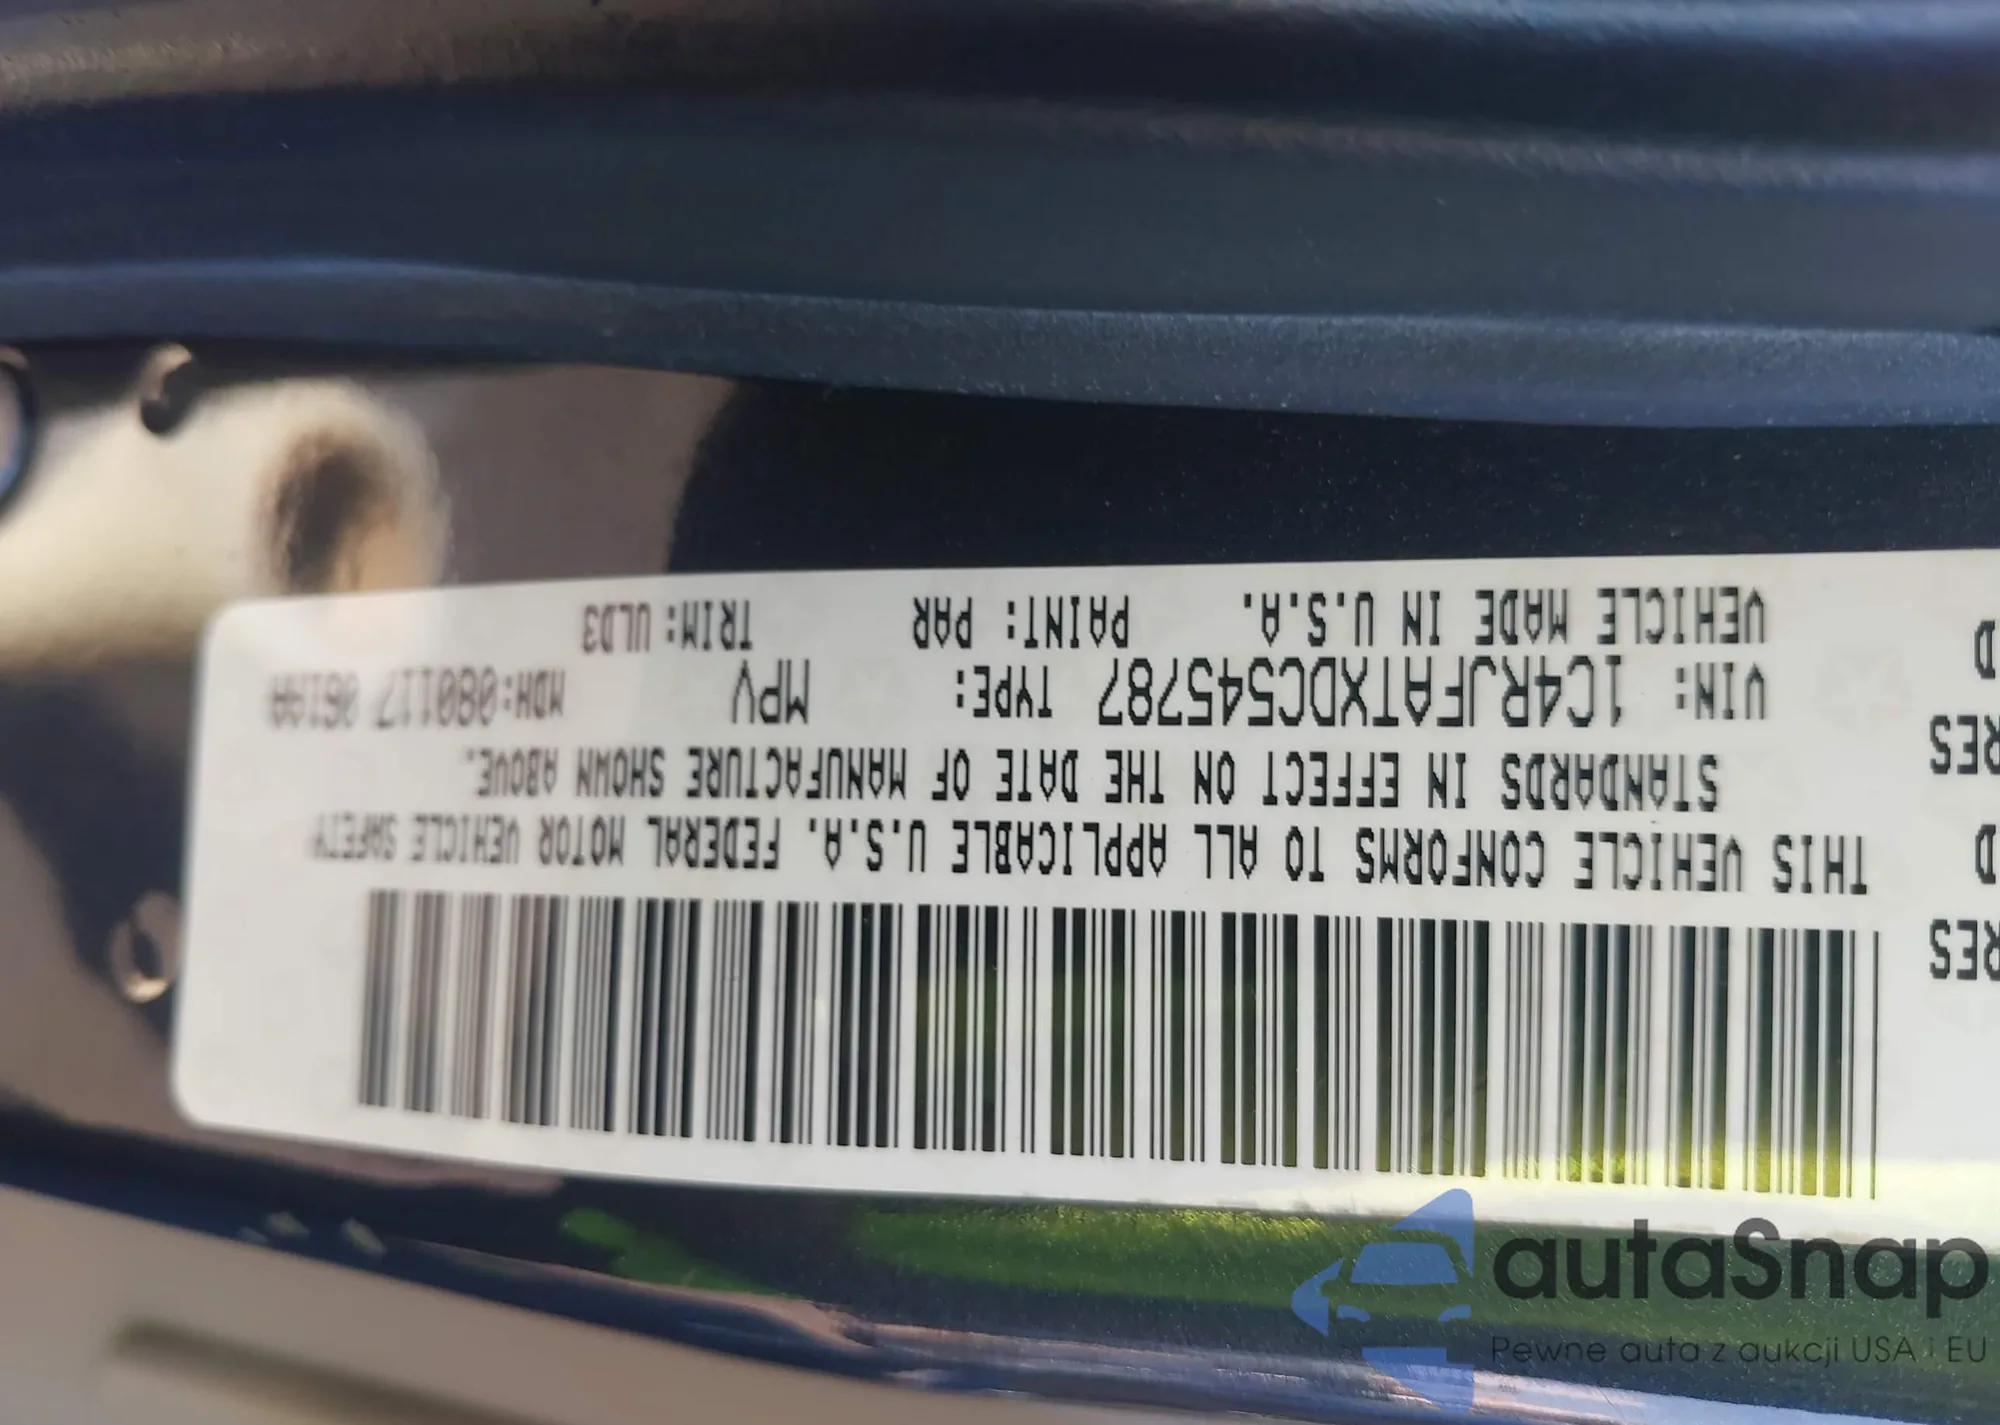 THIS VEHICLE CONFORMS TO ALL APPLICABLE U.S.A. FEDERAL MOTOR VEHICLE SAFETY
STANDARDS IN EFFECT ON THE DATE OF MANUFACTURE SHOWN ABOVE.
VIN: 1C4RJFATXDC545787 TYPE: MPV MDH:080117 061AA
VEHICLE MADE IN U.S.A. PAINT: PAR TRIM: ULD3
autaSnap
Pewne auta z aukcji USA i EU